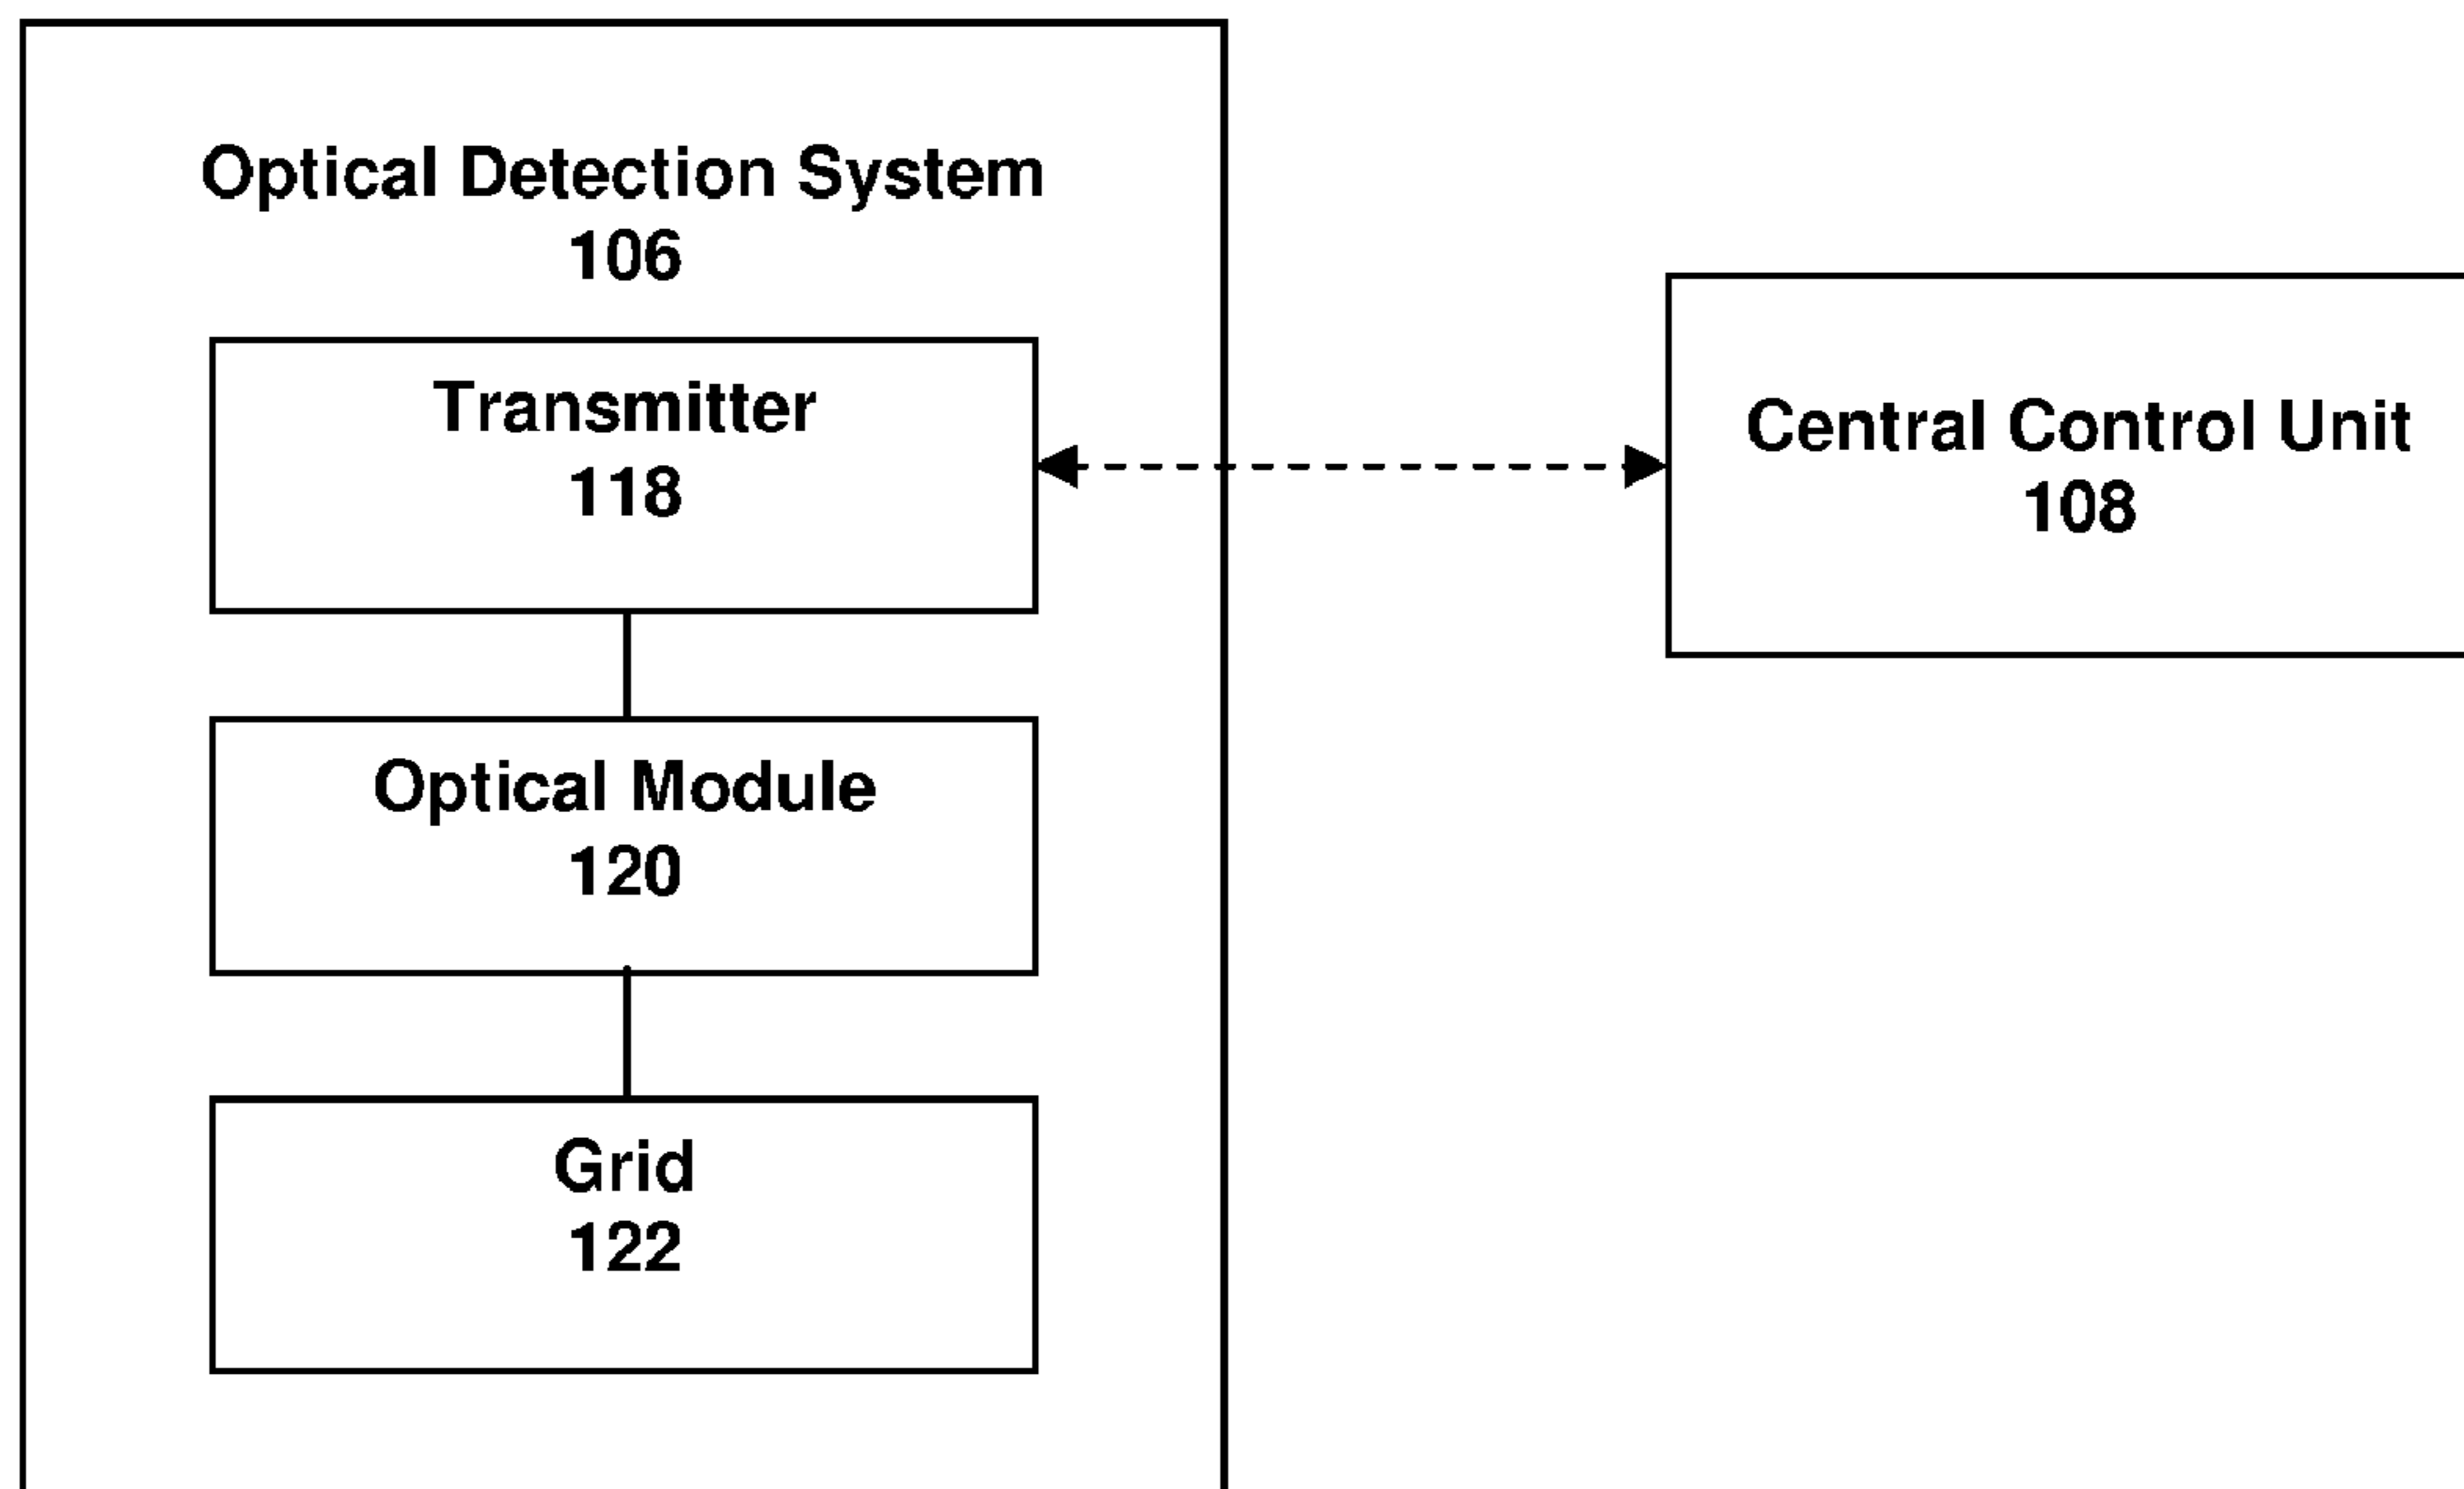 Optical Detection System
106
Transmitter
118
Central Control Unit
108
Optical Module
120
Grid
122